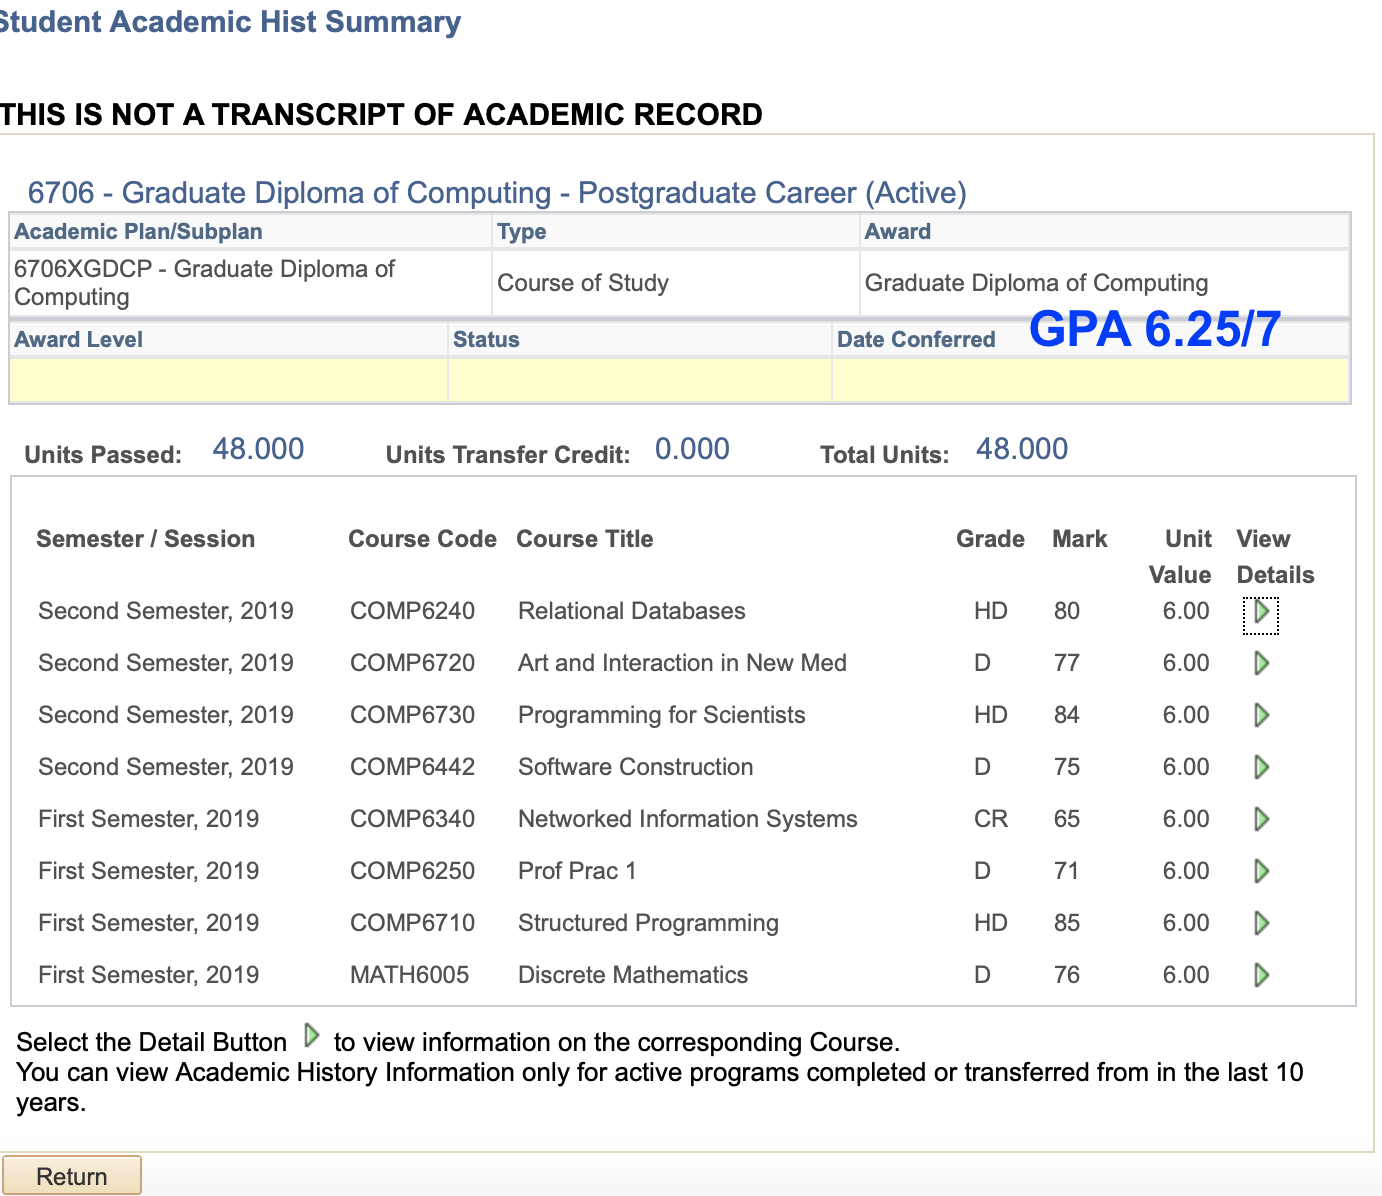 Student Academic Hist Summary
THIS IS NOT A TRANSCRIPT OF ACADEMIC RECORD
6706 - Graduate Diploma of Computing - Postgraduate Career (Active)
Academic Plan/Subplan Type Award
6706XGDCP - Graduate Diploma of Computing Course of Study Graduate Diploma of Computing
GPA 6.25/7
Award Level Status Date Conferred
Units Passed: 48.000 Units Transfer Credit: 0.000 Total Units: 48.000
Semester / Session Course Code Course Title Grade Mark Unit Value View Details
Second Semester, 2019 COMP6240 Relational Databases HD 80 6.00
Second Semester, 2019 COMP6720 Art and Interaction in New Med D 77 6.00
Second Semester, 2019 COMP6730 Programming for Scientists HD 84 6.00
Second Semester, 2019 COMP6442 Software Construction D 75 6.00
First Semester, 2019 COMP6340 Networked Information Systems CR 65 6.00
First Semester, 2019 COMP6250 Prof Prac 1 D 71 6.00
First Semester, 2019 COMP6710 Structured Programming HD 85 6.00
First Semester, 2019 MATH6005 Discrete Mathematics D 76 6.00
Select the Detail Button to view information on the corresponding Course.
You can view Academic History Information only for active programs completed or transferred from in the last 10
years.
Return